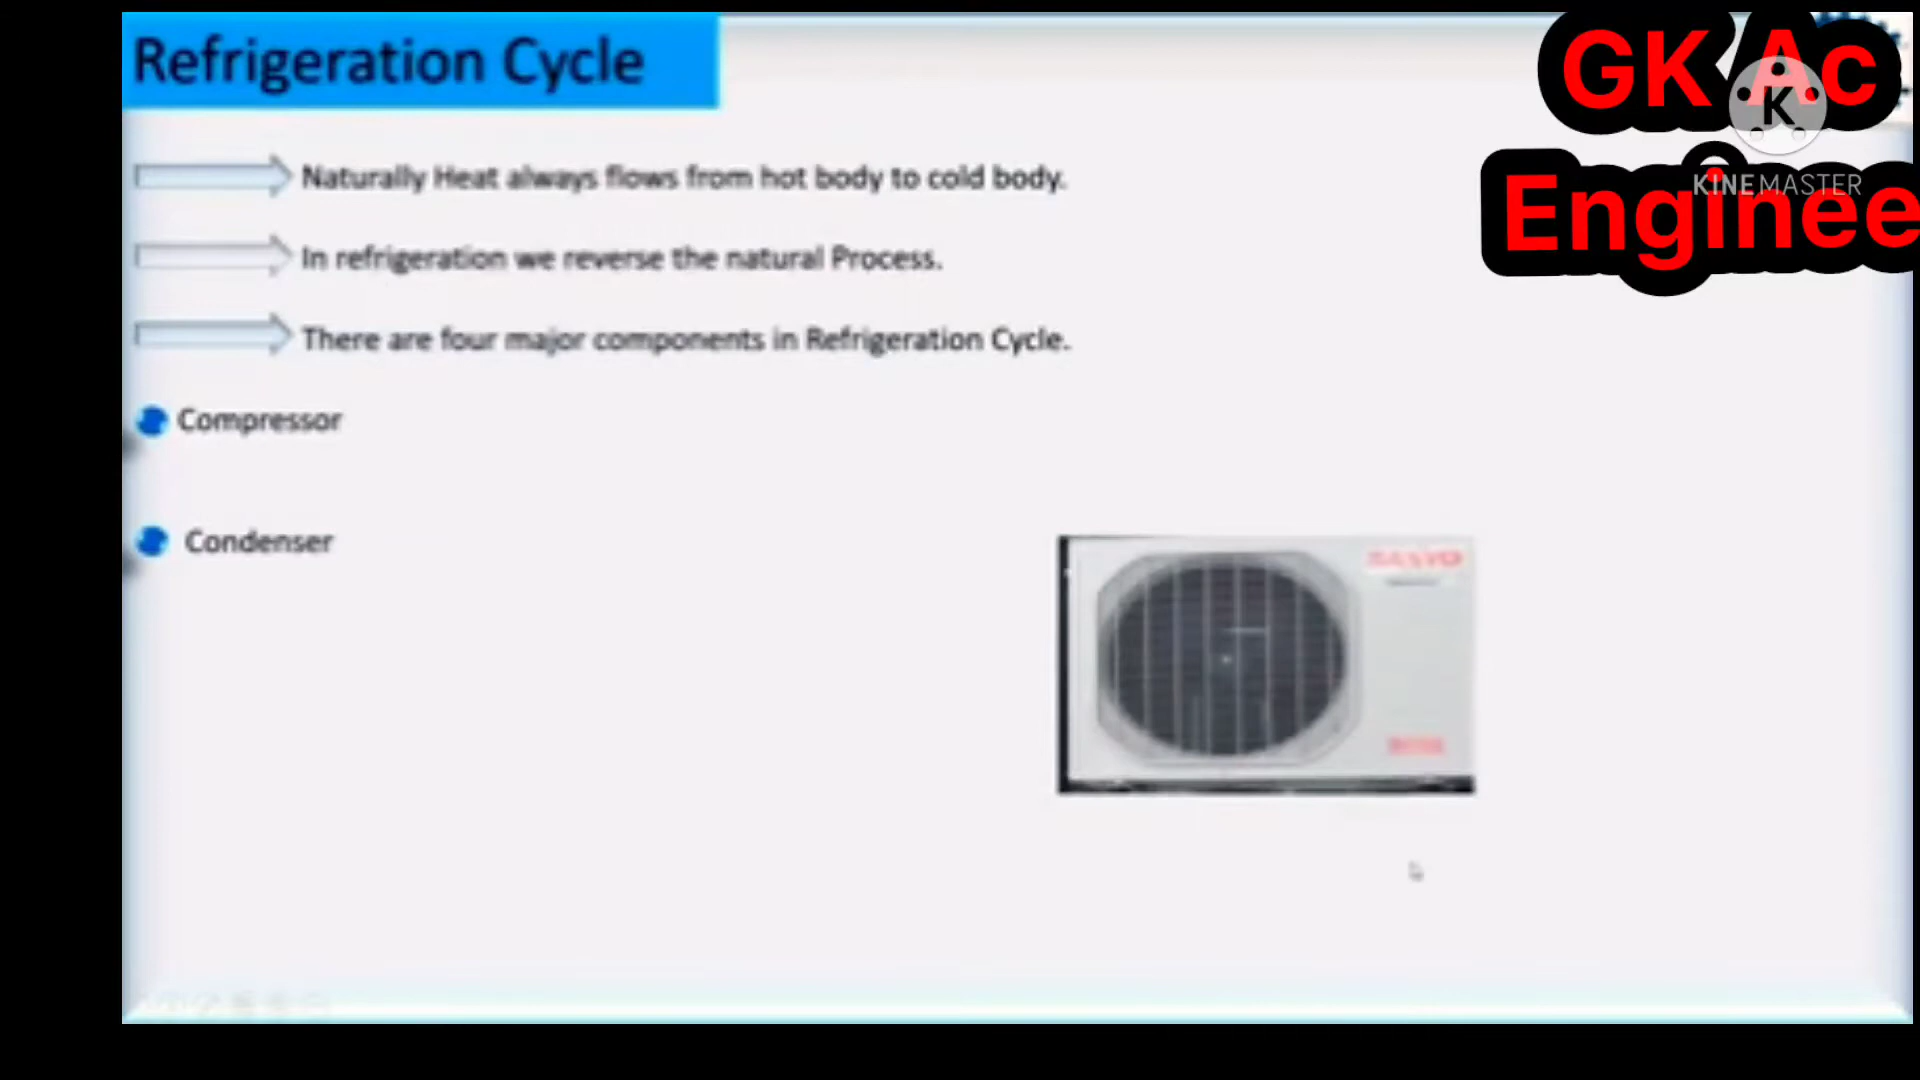 Refrigeration Cycle
GK Ac
K
Enginee
KINEMASTER
Naturally Heat always flows from hot body to cold body.
In refrigeration we reverse the natural Process.
There are four major components in Refrigeration Cycle.
Compressor
Condenser
SANYO